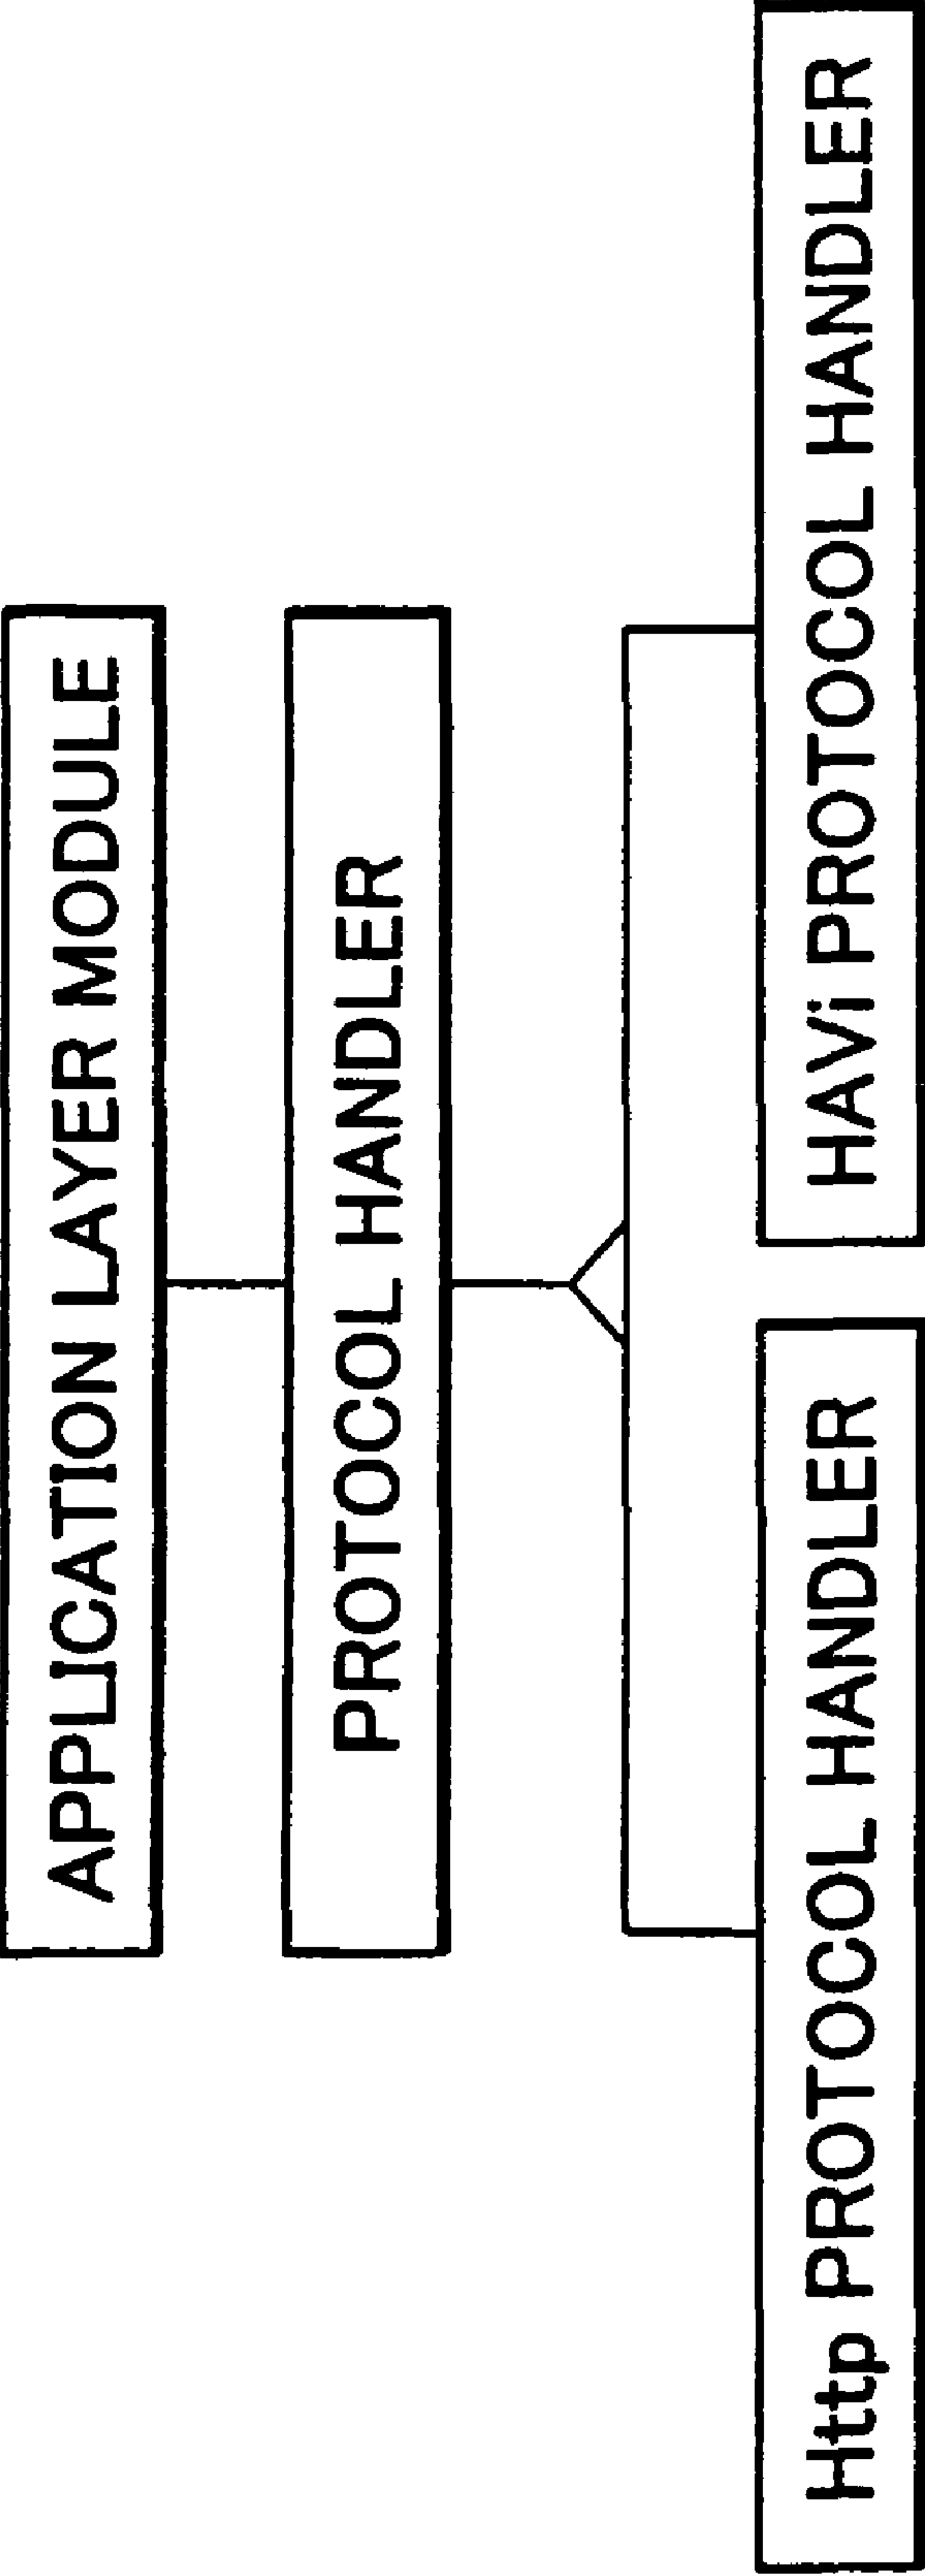 APPLICATION LAYER MODULE
PROTOCOL HANDLER
Http PROTOCOL HANDLER
HAVi PROTOCOL HANDLER